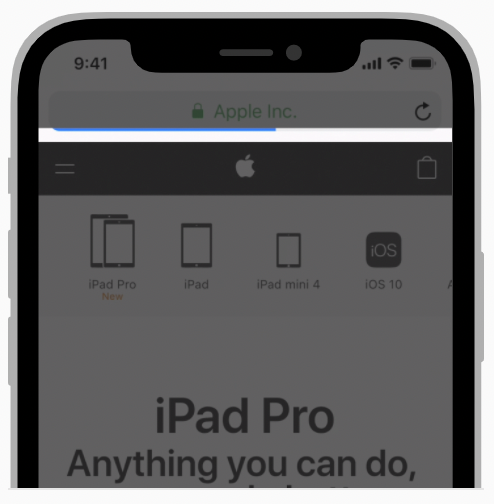 9:41
Apple Inc.
iPad Pro
New
iPad
iPad mini 4
iOS
iOS 10
iPad Pro
Anything you can do,